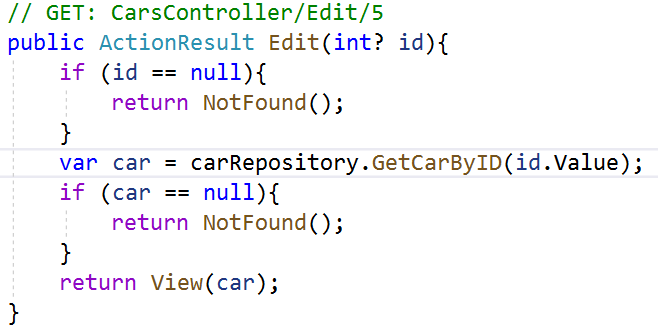 // GET: CarsController/Edit/5
public ActionResult Edit(int? id){
    if (id == null){
        return NotFound();
    }
    var car = carRepository.GetCarByID(id.Value);
    if (car == null){
        return NotFound();
    }
    return View(car);
}